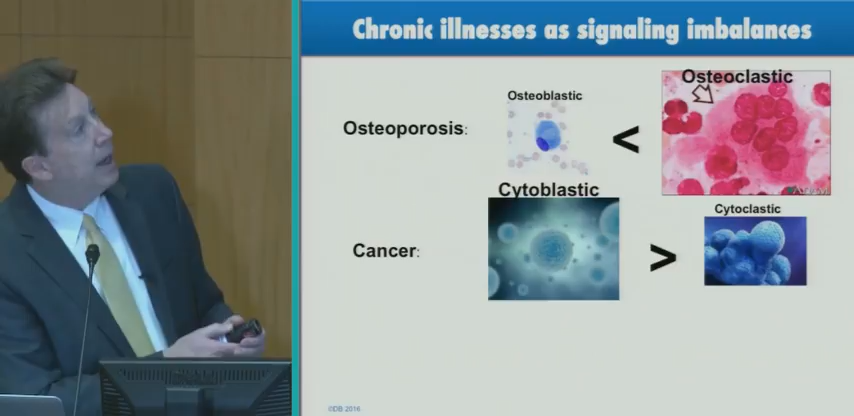 Chronic illnesses as signaling imbalances
Osteoporosis:
Osteoblastic
<
Osteoclastic
Cancer:
Cytoblastic
>
Cytoclastic
©DB 2016